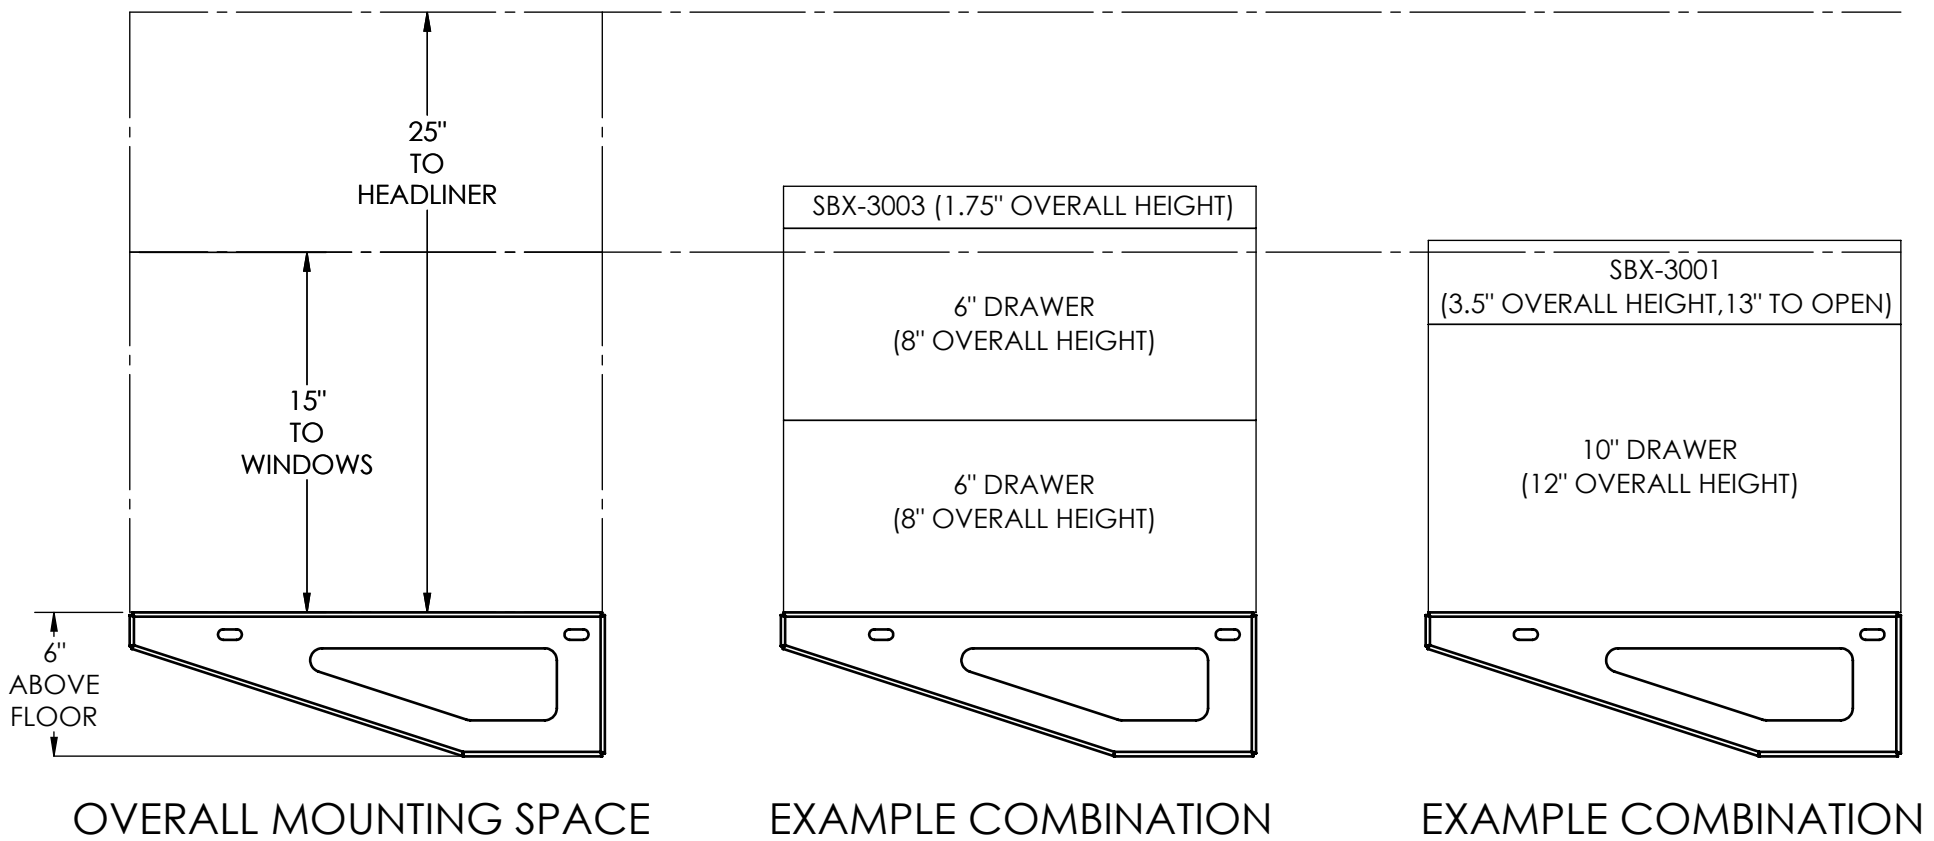 25"
TO
HEADLINER
15"
TO
WINDOWS
6"
ABOVE
FLOOR
OVERALL MOUNTING SPACE
SBX-3003 (1.75" OVERALL HEIGHT)
6" DRAWER
(8" OVERALL HEIGHT)
6" DRAWER
(8" OVERALL HEIGHT)
EXAMPLE COMBINATION
SBX-3001
(3.5" OVERALL HEIGHT,13" TO OPEN)
10" DRAWER
(12" OVERALL HEIGHT)
EXAMPLE COMBINATION